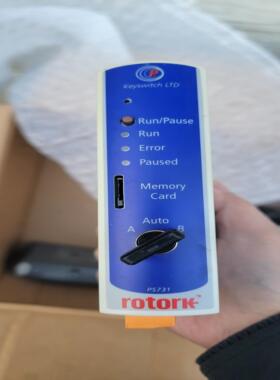 Keyswitch LTD
Run/Pause
Run
Error
Paused
Memory
Card
Auto
A B
rotork
PS731